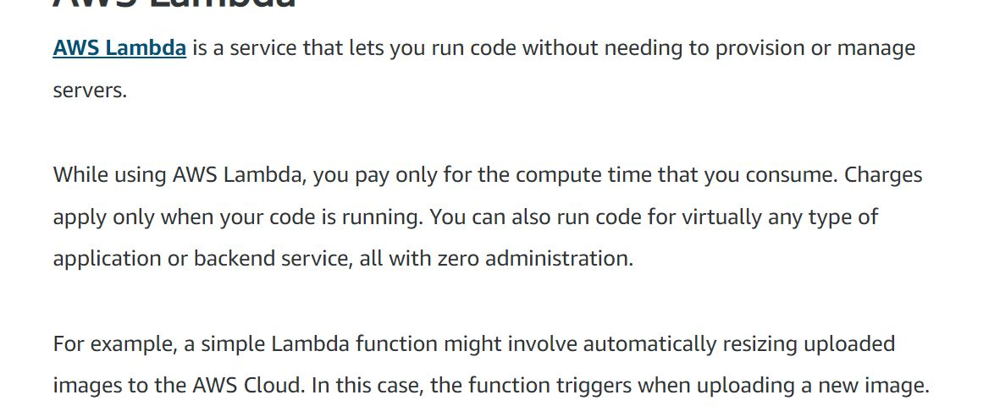 AWS Lambda
AWS Lambda is a service that lets you run code without needing to provision or manage
servers.
While using AWS Lambda, you pay only for the compute time that you consume. Charges
apply only when your code is running. You can also run code for virtually any type of
application or backend service, all with zero administration.
For example, a simple Lambda function might involve automatically resizing uploaded
images to the AWS Cloud. In this case, the function triggers when uploading a new image.